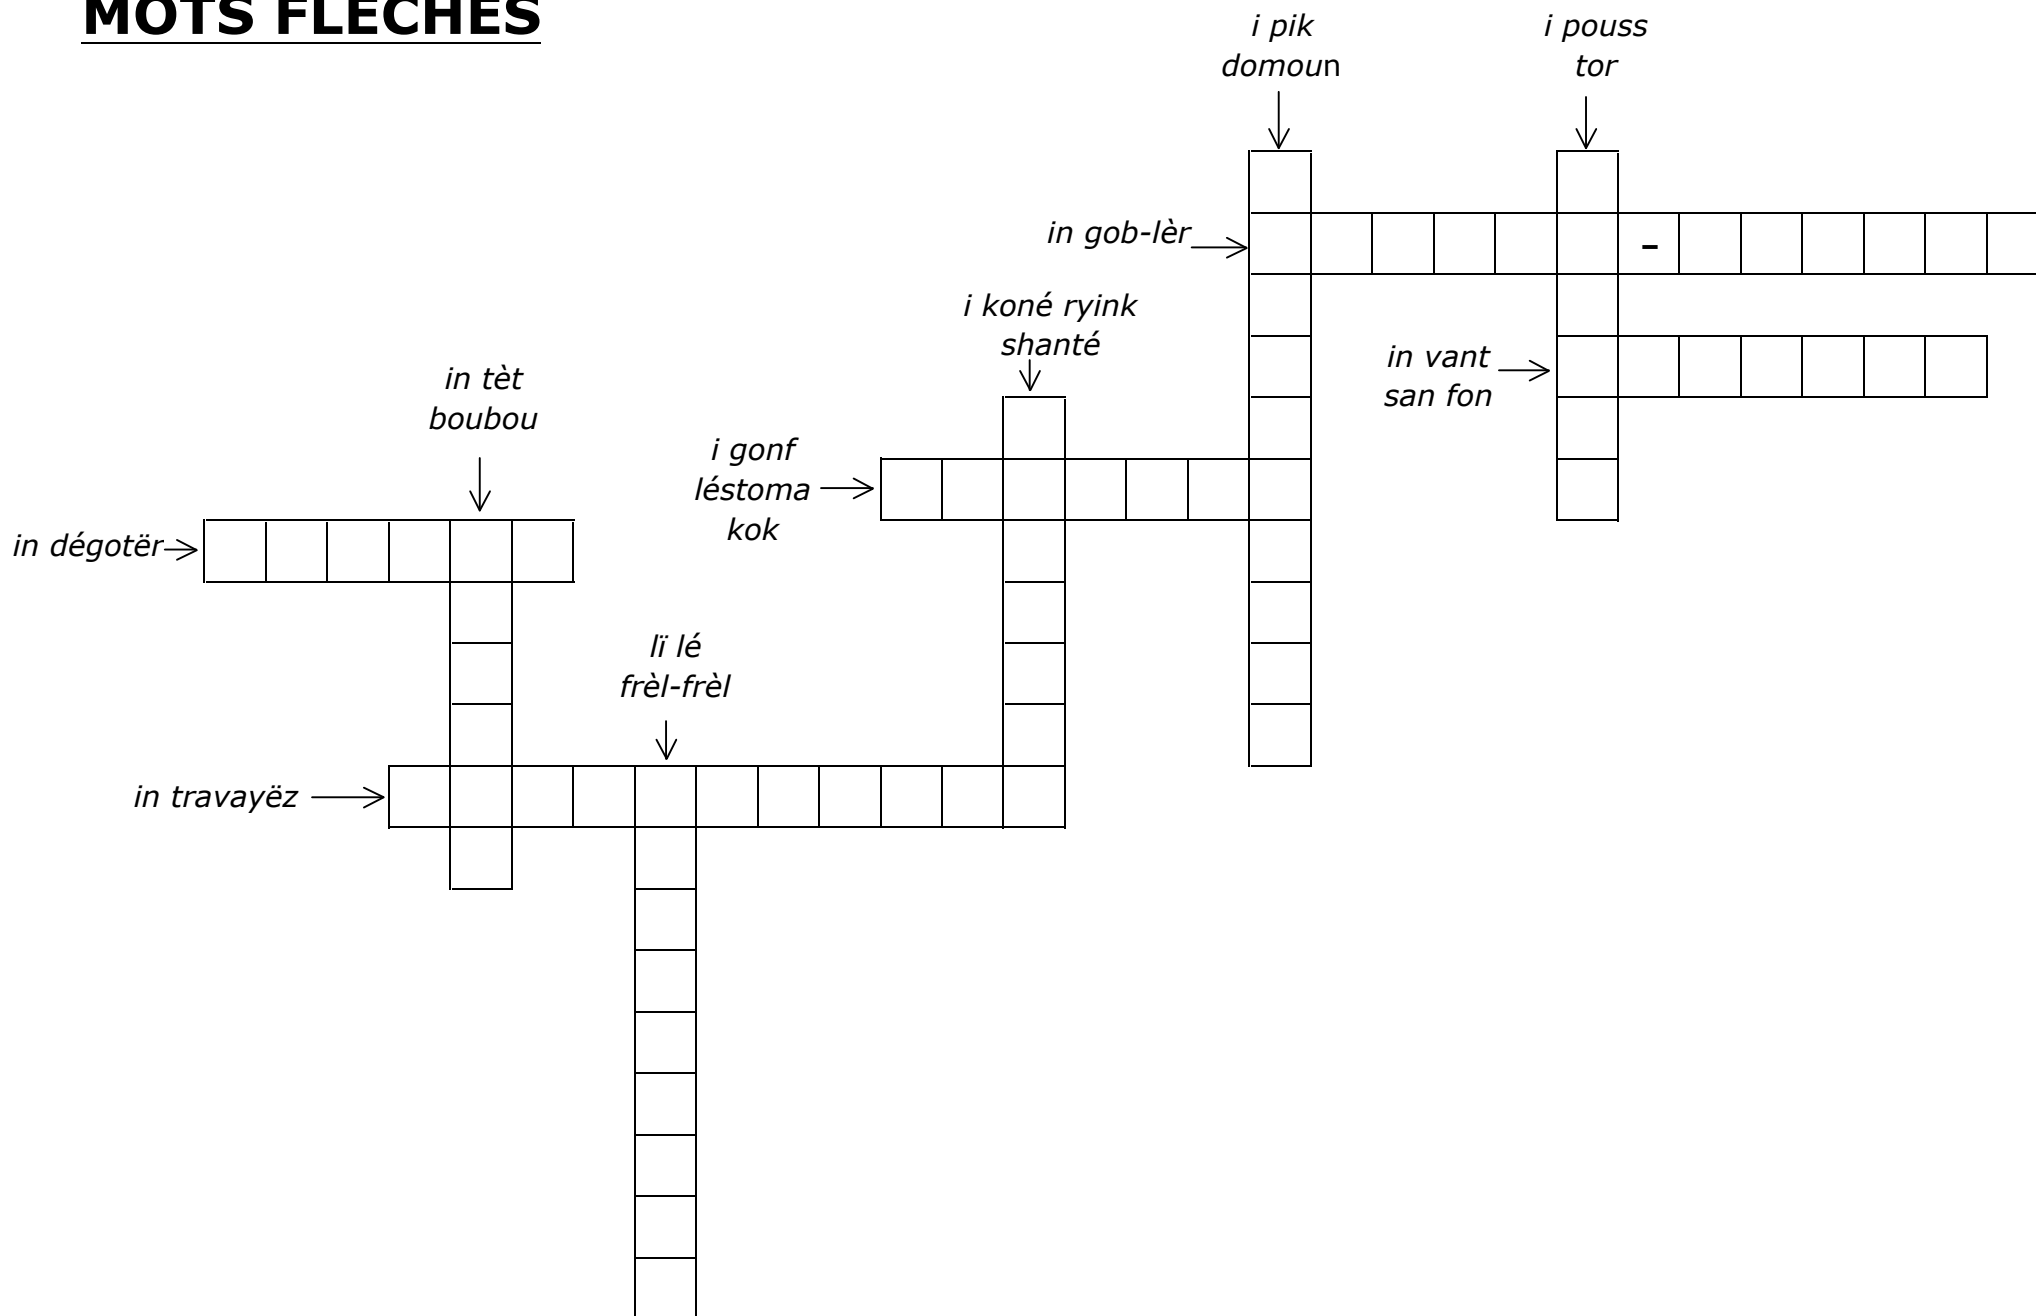 MOTS FLECHES
i pik
domoun
i pouss
tor
in gob-lèr
–
i koné ryink
shanté
in vant
san fon
in tèt
boubou
i gonf
léstoma
kok
in dégotër
lï lé
frèl-frèl
in travayëz